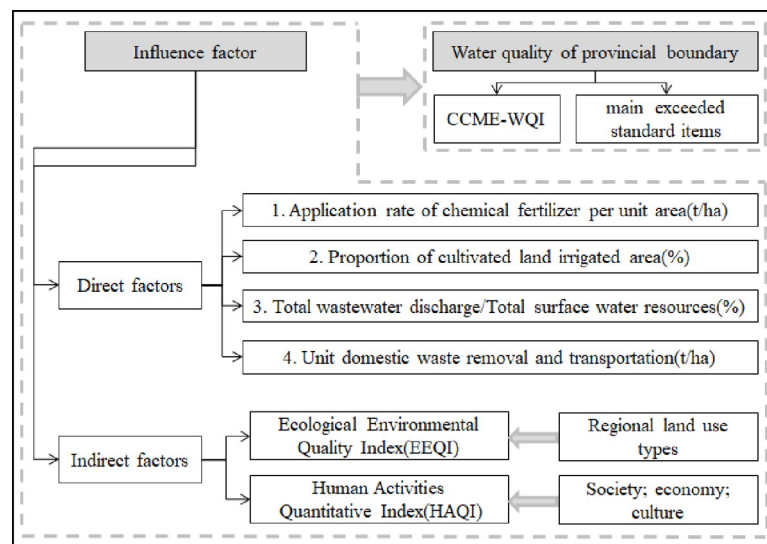 Influence factor
Water quality of provincial boundary
CCME-WQI
main exceeded
standard items
1. Application rate of chemical fertilizer per unit area(t/ha)
2. Proportion of cultivated land irrigated area(%)
Direct factors
3. Total wastewater discharge/Total surface water resources(%)
4. Unit domestic waste removal and transportation(t/ha)
Ecological Environmental
Quality Index(EEQI)
Regional land use
types
Indirect factors
Human Activities
Quantitative Index(HAQI)
Society; economy;
culture